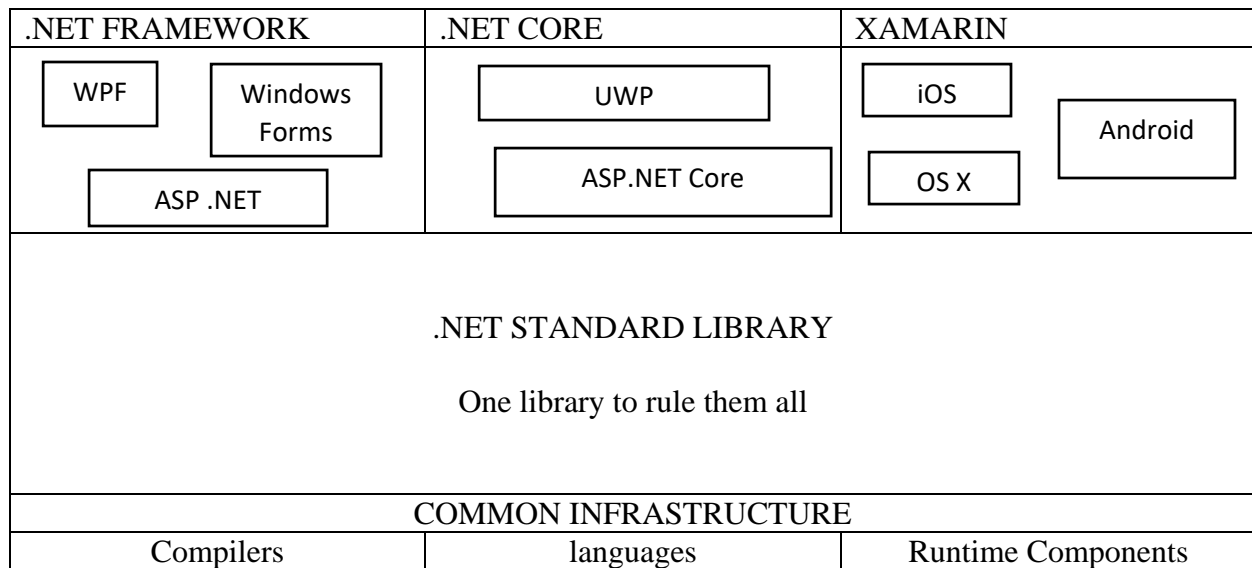 .NET FRAMEWORK
.NET CORE
XAMARIN
WPF
Windows
Forms
ASP .NET
UWP
ASP.NET Core
iOS
Android
OS X
.NET STANDARD LIBRARY
One library to rule them all
COMMON INFRASTRUCTURE
Compilers
languages
Runtime Components